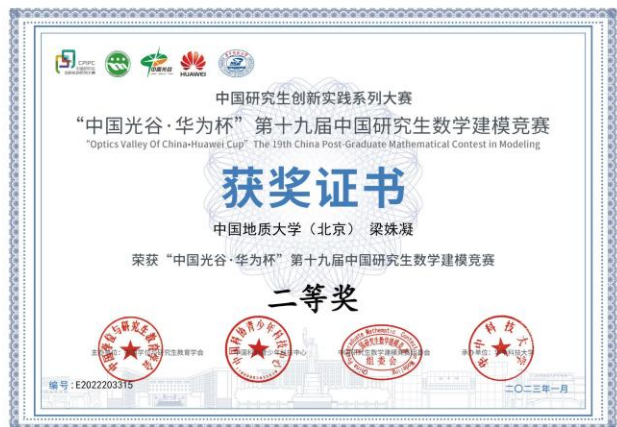 CPIPC
HUAWEI
中国研究生创新实践系列大赛
“中国光谷·华为杯”第十九届中国研究生数学建模竞赛
"Optics Valley Of China•Huawei Cup" The 19th China Post-Graduate Mathematical Contest in Modeling
获奖证书
中国地质大学（北京） 梁姝凝
荣获“中国光谷·华为杯”第十九届中国研究生数学建模竞赛
二等奖
编号:E2022203315
二〇二三年一月